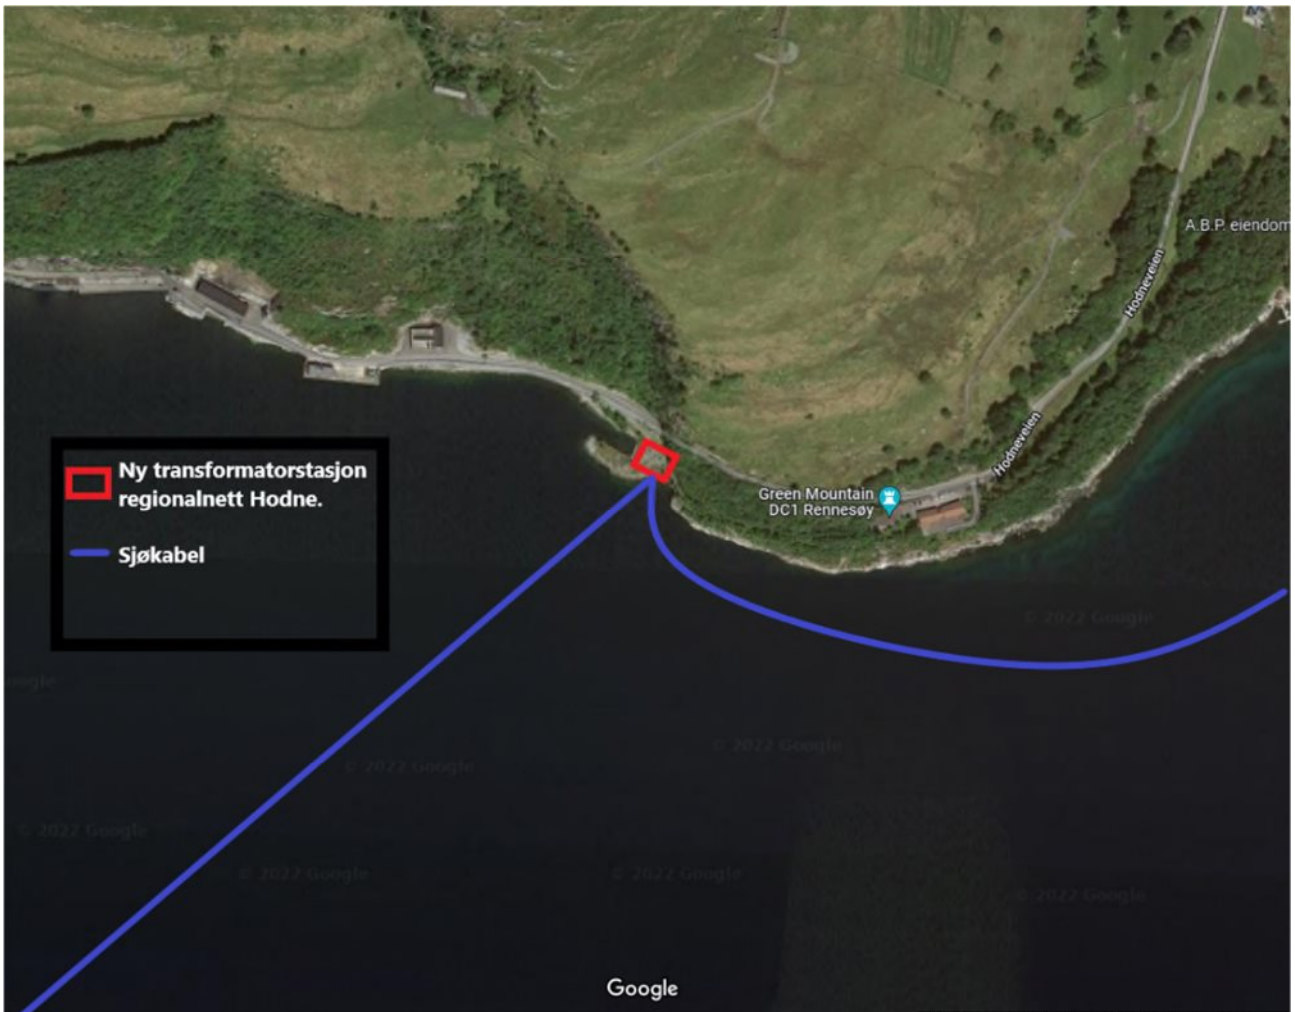 A.B.P. eiendom
Hodneveien
Hodneveien
Ny transformatorstasjon
regionalnett Hodne.
Sjøkabel
Green Mountain
DC1 Rennesøy
© 2022 Google
oogle
© 2022 Google
© 2022 Google
© 2022 Google
© 2022 Google
© 2022 Google
© 2022 Google
Google